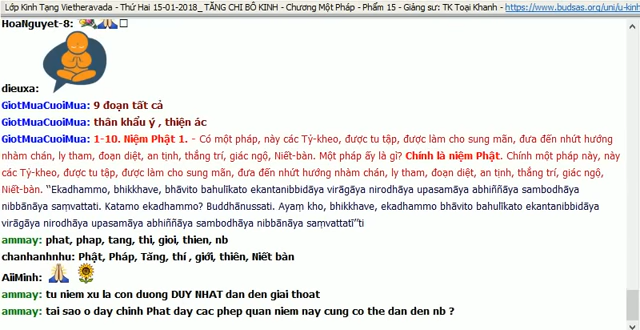 Lớp Kinh Tạng Vietheravada - Thứ Hai 15-01-2018_ TĂNG CHI BỘ KINH - Chương Một Pháp - Phẩm 15 - Giảng sư: TK Toại Khanh - https://www.budsas.org/uni/u-kinh
HoaNguyet-8:
dieuxa:
GiotMuaCuoiMua: 9 đoạn tất cả
GiotMuaCuoiMua: thân khẩu ý , thiện ác
GiotMuaCuoiMua: 1-10. Niệm Phật 1. - Có một pháp, này các Tỷ-kheo, được tu tập, được làm cho sung mãn, đưa đến nhứt hướng
nhàm chán, ly tham, đoạn diệt, an tịnh, thắng trí, giác ngộ, Niết-bàn. Một pháp ấy là gì? Chính là niệm Phật. Chính một pháp này, này
các Tỷ-kheo, được tu tập, được làm cho sung mãn, đưa đến nhứt hướng nhàm chán, ly tham, đoạn diệt, an tịnh, thắng trí, giác ngộ,
Niết-bàn. “Ekadhammo, bhikkhave, bhāvito bahulīkato ekantanibbidāya virāgāya nirodhāya upasamāya abhiññāya sambodhāya
nibbānāya saṃvattati. Katamo ekadhammo? Buddhānussati. Ayaṃ kho, bhikkhave, ekadhammo bhāvito bahulīkato ekantanibbidāya
virāgāya nirodhāya upasamāya abhiññāya sambodhāya nibbānāya saṃvattatī”ti
ammay: phat, phap, tang, thi, gioi, thien, nb
chanhanhnhu: Phật, Pháp, Tăng, thí , giới, thiên, Niết bàn
AiiMinh:
ammay: tu niem xu la con duong DUY NHAT dan den giai thoat
ammay: tai sao o day chinh Phat day cac phep quan niem nay cung co the dan den nb ?